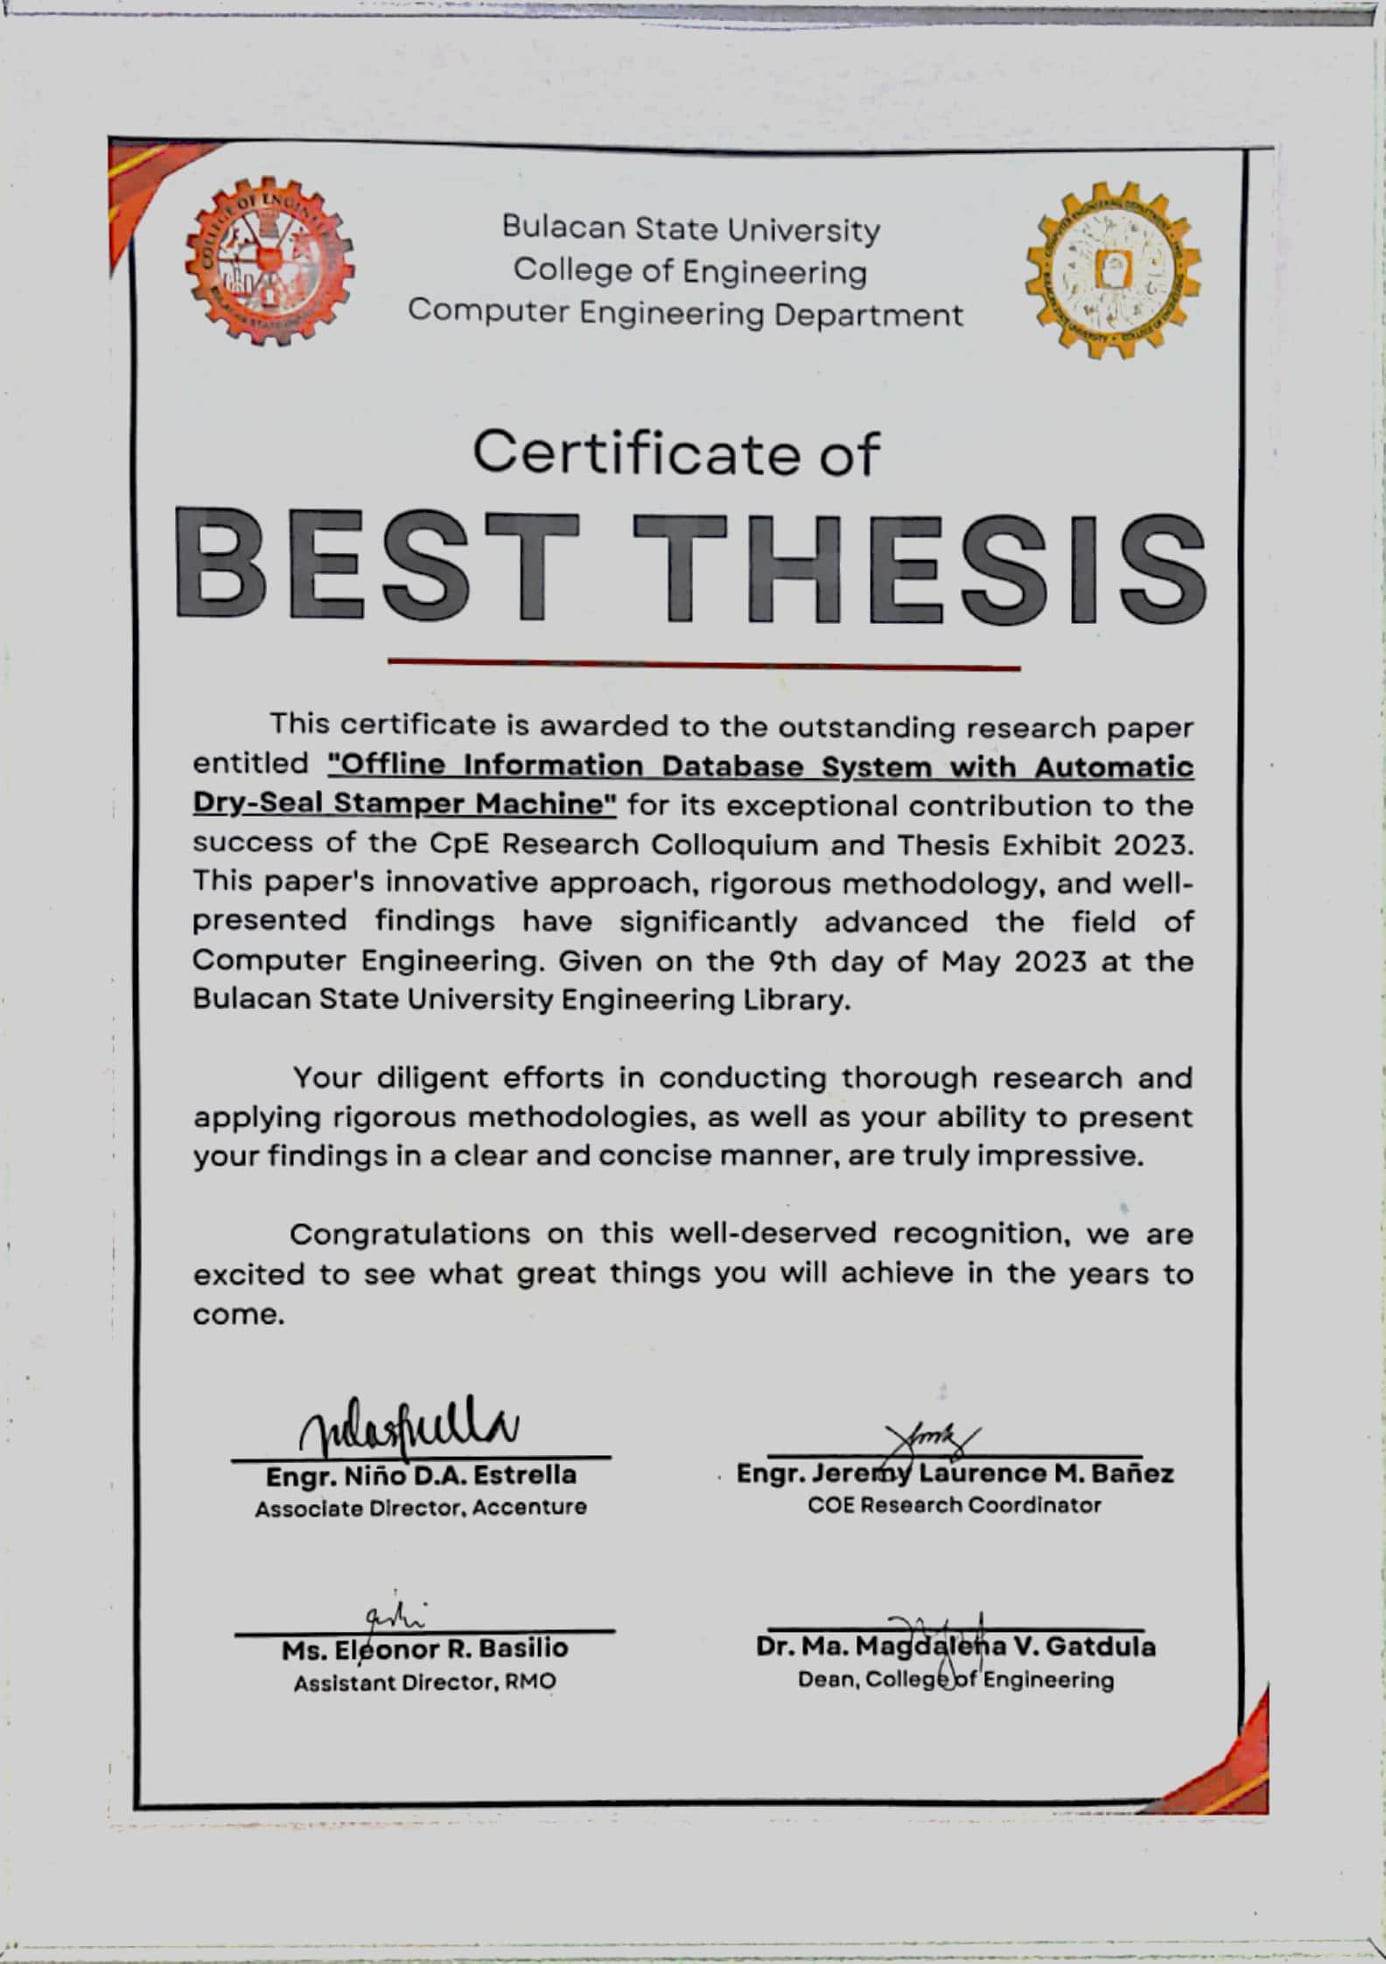 COLLEGE OF ENGINEERING
Bulacan State University
College of Engineering
Computer Engineering Department
Certificate of
BEST THESIS
This certificate is awarded to the outstanding research paper
entitled "Offline Information Database System with Automatic
Dry-Seal Stamper Machine" for its exceptional contribution to the
success of the CpE Research Colloquium and Thesis Exhibit 2023.
This paper's innovative approach, rigorous methodology, and well-
presented findings have significantly advanced the field of
Computer Engineering. Given on the 9th day of May 2023 at the
Bulacan State University Engineering Library.
Your diligent efforts in conducting thorough research and
applying rigorous methodologies, as well as your ability to present
your findings in a clear and concise manner, are truly impressive.
Congratulations on this well-deserved recognition, we are
excited to see what great things you will achieve in the years to
come.
Engr. Niño D.A. Estrella
Associate Director, Accenture
Engr. Jeremy Laurence M. Bañez
COE Research Coordinator
Ms. Eleonor R. Basilio
Assistant Director, RMO
Dr. Ma. Magdalena V. Gatdula
Dean, College of Engineering